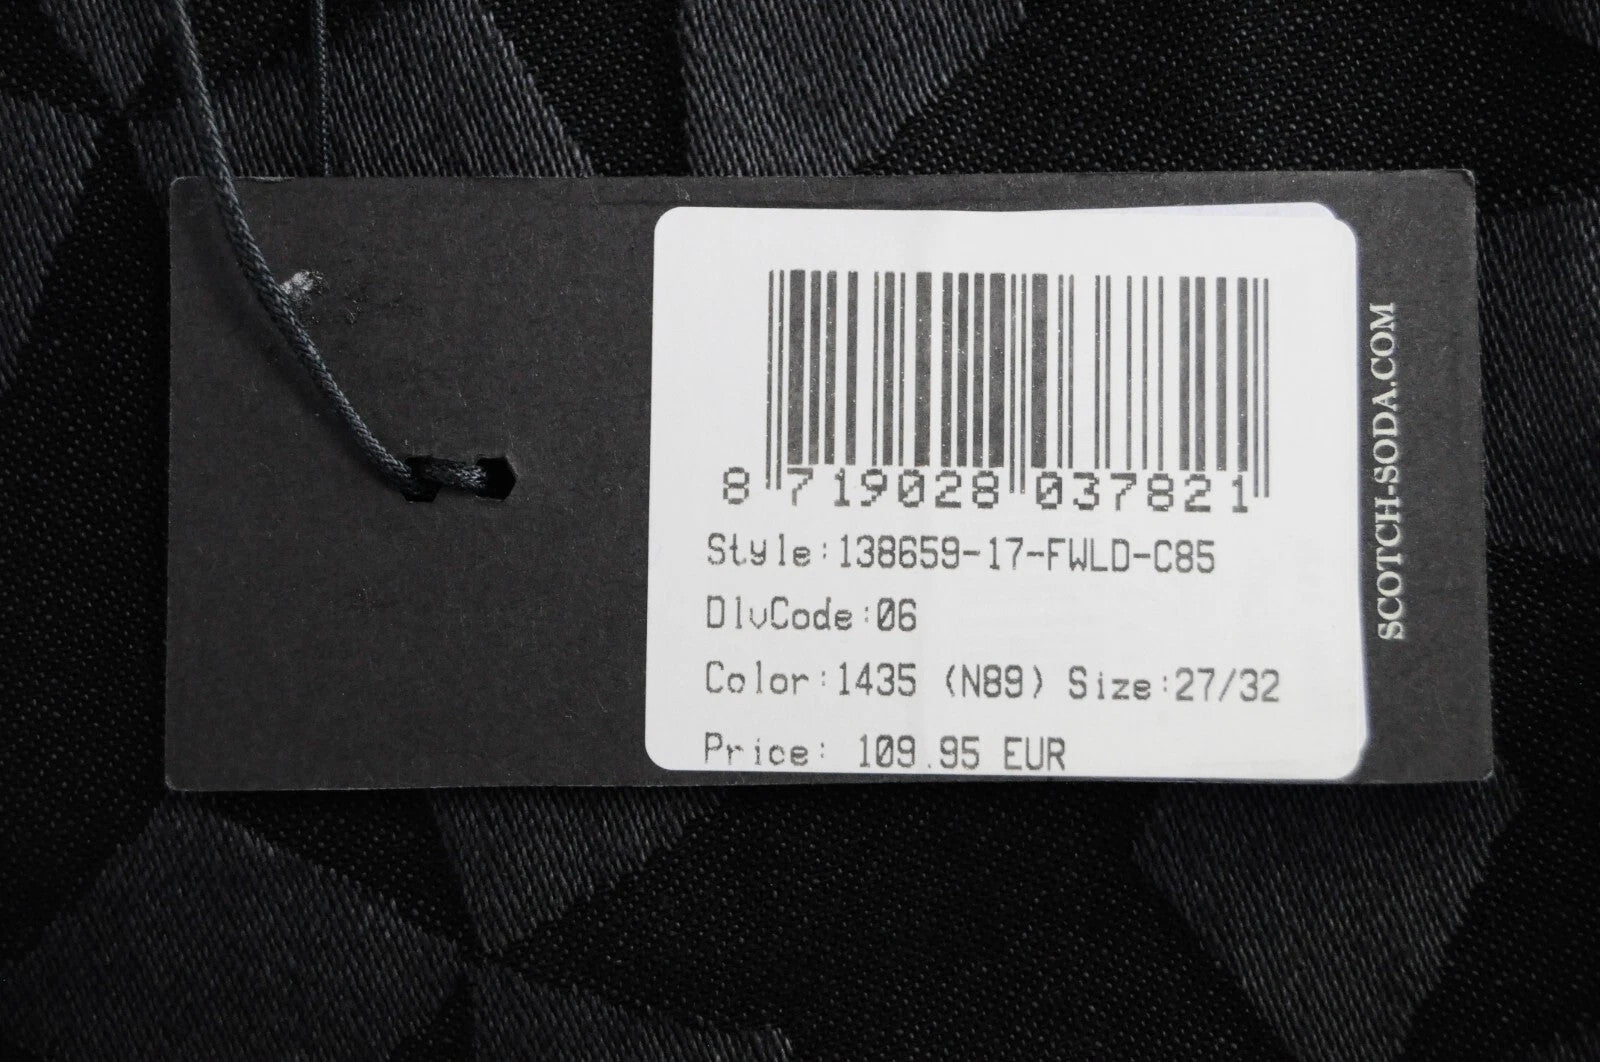 8 719028 037821
Style:138659-17-FWLD-C85
DlvCode:06
Color:1435 (N89) Size:27/32
Price: 109.95 EUR
SCOTCH-SODA.COM